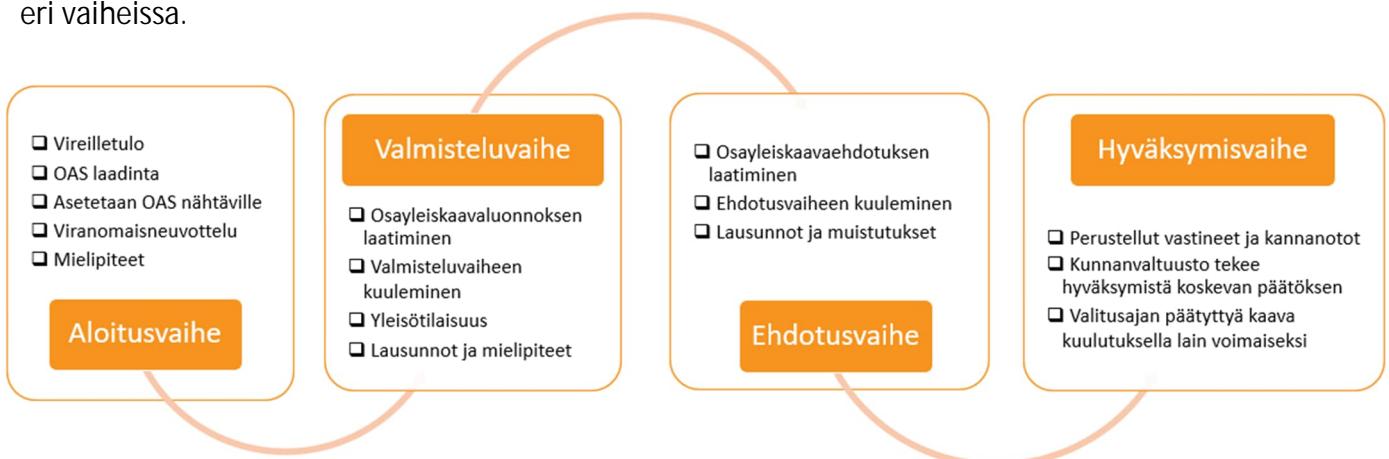 eri vaiheissa.
❑ Vireilletulo
❑ OAS laadinta
❑ Asetetaan OAS nähtäville
❑ Viranomaisneuvottelu
❑ Mielipiteet
Aloitusvaihe
Valmisteluvaihe
❑ Osayleiskaavaluonnoksen
laatiminen
❑ Valmisteluvaiheen
kuuleminen
❑ Yleisötilaisuus
❑ Lausunnot ja mielipiteet
❑ Osayleiskaavaehdotuksen
laatiminen
❑ Ehdotusvaiheen kuuleminen
❑ Lausunnot ja muistutukset
Ehdotusvaihe
Hyväksymisvaihe
❑ Perustellut vastineet ja kannanotot
❑ Kunnanvaltuusto tekee
hyväksymistä koskevan päätöksen
❑ Valitusajan päätyttyä kaava
kuulutuksella lain voimaiseksi